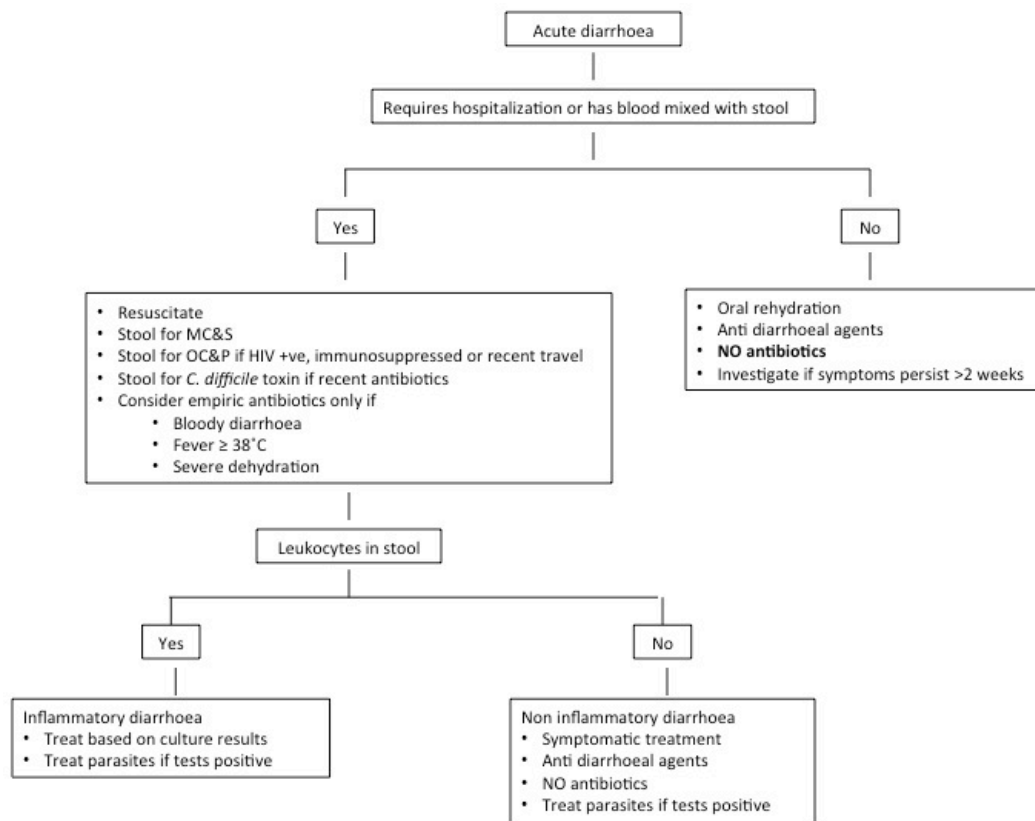 Acute diarrhoea
Requires hospitalization or has blood mixed with stool
Yes
No
• Resuscitate
• Stool for MC&S
• Stool for OC&P if HIV +ve, immunosuppressed or recent travel
• Stool for C. difficile toxin if recent antibiotics
• Consider empiric antibiotics only if
• Bloody diarrhoea
• Fever ≥ 38˚C
• Severe dehydration
• Oral rehydration
• Anti diarrhoeal agents
• NO antibiotics
• Investigate if symptoms persist >2 weeks
Leukocytes in stool
Yes
No
Inflammatory diarrhoea
• Treat based on culture results
• Treat parasites if tests positive
Non inflammatory diarrhoea
• Symptomatic treatment
• Anti diarrhoeal agents
• NO antibiotics
• Treat parasites if tests positive